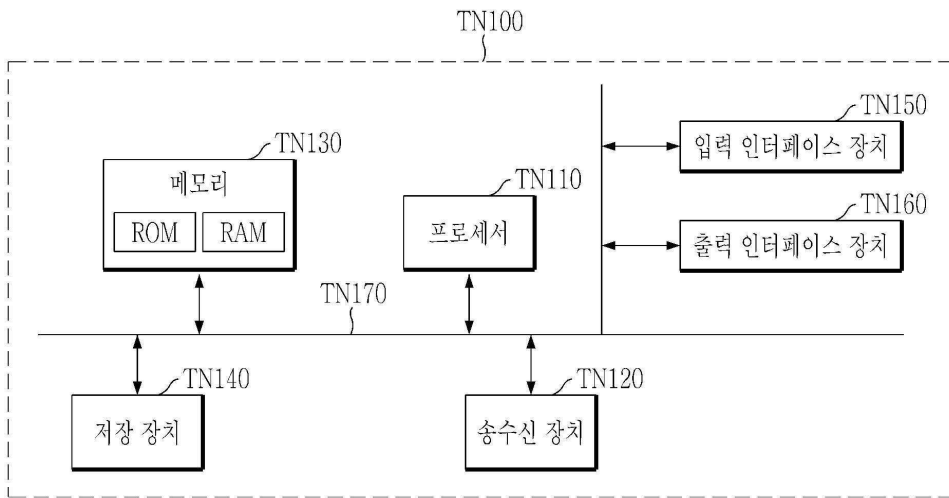 TN100
TN150
입력 인터페이스 장치
TN130
메모리
ROM RAM
TN110
프로세서
TN160
출력 인터페이스 장치
TN170
TN140
저장 장치
TN120
송수신 장치